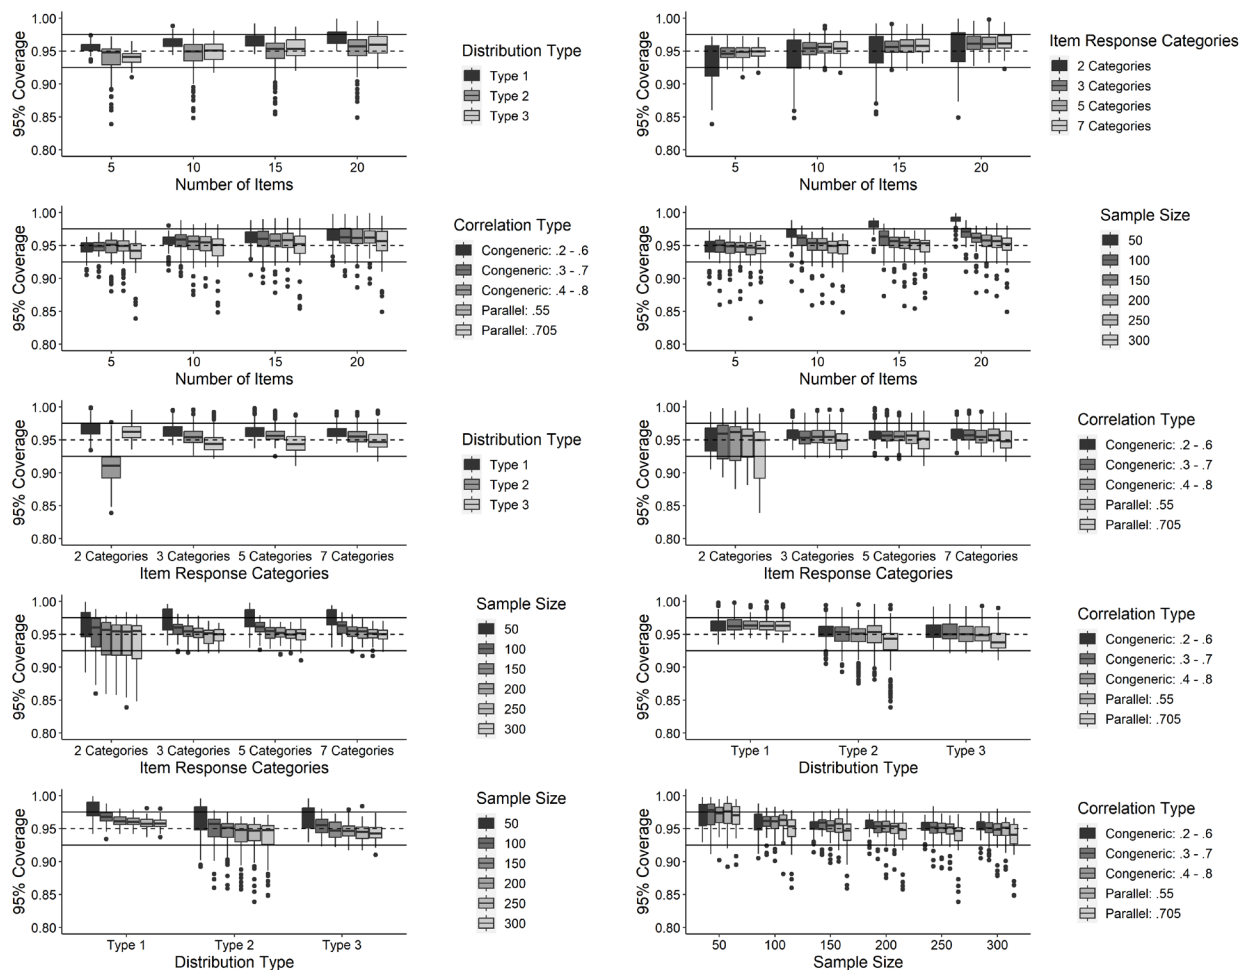 95% Coverage
1.00
0.95
0.90
0.85
0.80
5 10 15 20
Number of Items
Distribution Type
Type 1
Type 2
Type 3
95% Coverage
1.00
0.95
0.90
0.85
0.80
5 10 15 20
Number of Items
Item Response Categories
2 Categories
3 Categories
5 Categories
7 Categories
95% Coverage
1.00
0.95
0.90
0.85
0.80
5 10 15 20
Number of Items
Correlation Type
Congeneric: .2 - .6
Congeneric: .3 - .7
Congeneric: .4 - .8
Parallel: .55
Parallel: .705
95% Coverage
1.00
0.95
0.90
0.85
0.80
5 10 15 20
Number of Items
Sample Size
50
100
150
200
250
300
95% Coverage
1.00
0.95
0.90
0.85
0.80
2 Categories 3 Categories 5 Categories 7 Categories
Item Response Categories
Distribution Type
Type 1
Type 2
Type 3
95% Coverage
1.00
0.95
0.90
0.85
0.80
2 Categories 3 Categories 5 Categories 7 Categories
Item Response Categories
Correlation Type
Congeneric: .2 - .6
Congeneric: .3 - .7
Congeneric: .4 - .8
Parallel: .55
Parallel: .705
95% Coverage
1.00
0.95
0.90
0.85
0.80
2 Categories 3 Categories 5 Categories 7 Categories
Item Response Categories
Sample Size
50
100
150
200
250
300
95% Coverage
1.00
0.95
0.90
0.85
0.80
Type 1 Type 2 Type 3
Distribution Type
Correlation Type
Congeneric: .2 - .6
Congeneric: .3 - .7
Congeneric: .4 - .8
Parallel: .55
Parallel: .705
95% Coverage
1.00
0.95
0.90
0.85
0.80
Type 1 Type 2 Type 3
Distribution Type
Sample Size
50
100
150
200
250
300
95% Coverage
1.00
0.95
0.90
0.85
0.80
50 100 150 200 250 300
Sample Size
Correlation Type
Congeneric: .2 - .6
Congeneric: .3 - .7
Congeneric: .4 - .8
Parallel: .55
Parallel: .705